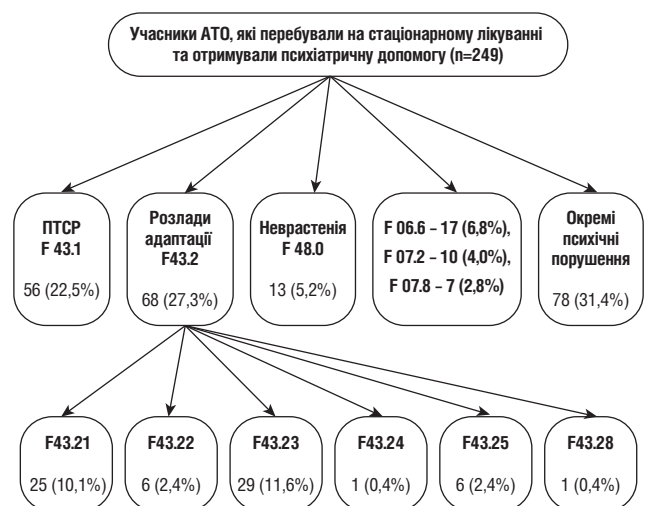 Учасники АТО, які перебували на стаціонарному лікуванні
та отримували психіатричну допомогу (n=249)
ПТСР
F 43.1
56 (22,5%)
Розлади
адаптації
F43.2
68 (27,3%)
Неврастенія
F 48.0
13 (5,2%)
F 06.6 – 17 (6,8%),
F 07.2 – 10 (4,0%),
F 07.8 – 7 (2,8%)
Окремі
психічні
порушення
78 (31,4%)
F43.21
25 (10,1%)
F43.22
6 (2,4%)
F43.23
29 (11,6%)
F43.24
1 (0,4%)
F43.25
6 (2,4%)
F43.28
1 (0,4%)